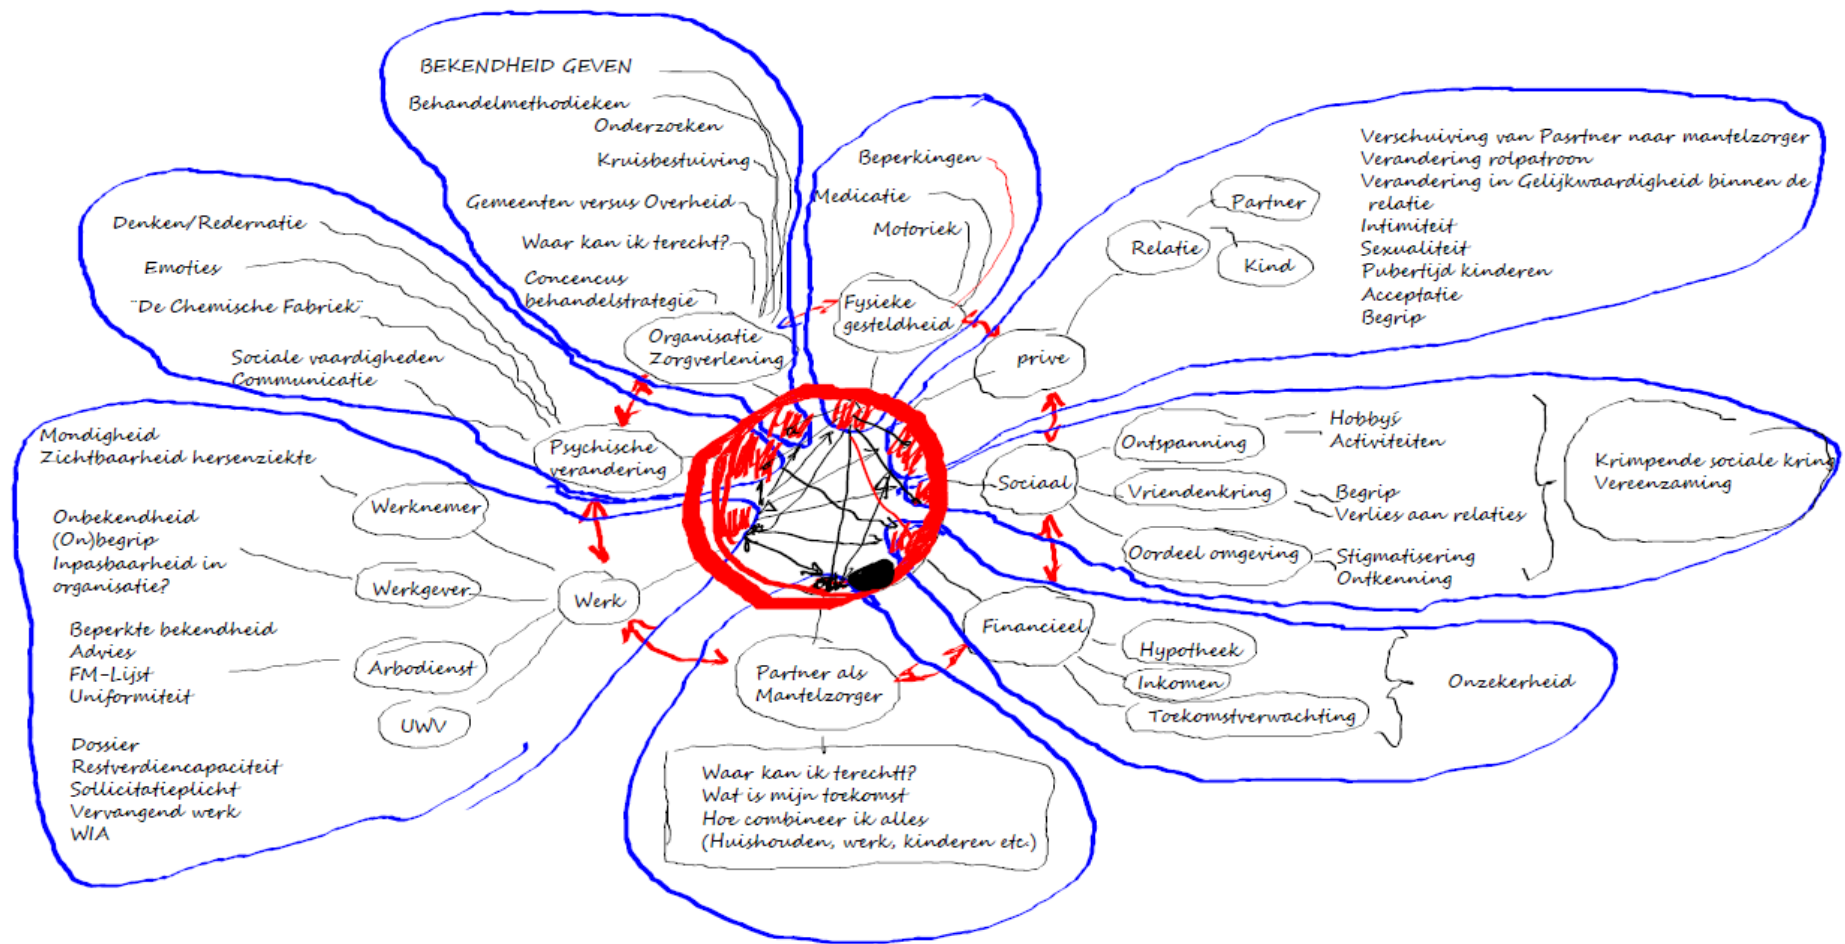 BEKENDHEID GEVEN
Behandelmethodieken
Onderzoeken
Kruisbestuiving
Gemeenten versus Overheid
Waar kan ik terecht?
Concencus
behandelstrategie
Organisatie
Zorgverlening
Beperkingen
Medicatie
Motoriek
Fysieke
gesteldheid
Verschuiving van Pasrtner naar mantelzorger
Verandering rolpatroon
Verandering in Gelijkwaardigheid binnen de
relatie
Intimiteit
Sexualiteit
Pubertijd kinderen
Acceptatie
Begrip
Partner
Relatie
Kind
prive
Denken/Redernatie
Emoties
¨De Chemische Fabriek¨
Sociale vaardigheden
Communicatie
Psychische
verandering
Ontspanning
Hobbyś
Activiteiten
Sociaal
Vriendenkring
Begrip
Verlies aan relaties
Oordeel omgeving
Stigmatisering
Ontkenning
Krimpende sociale kring
Vereenzaming
Mondigheid
Zichtbaarheid hersenziekte
Werknemer
Onbekendheid
(On)begrip
Inpasbaarheid in
organisatie?
Werkgever
Werk
Beperkte bekendheid
Advies
FM-Lijst
Uniformiteit
Arbodienst
UWV
Dossier
Restverdiencapaciteit
Sollicitatieplicht
Vervangend werk
WIA
Partner als
Mantelzorger
Waar kan ik terechtt?
Wat is mijn toekomst
Hoe combineer ik alles
(Huishouden, werk, kinderen etc.)
Financieel
Hypotheek
Inkomen
Toekomstverwachting
Onzekerheid